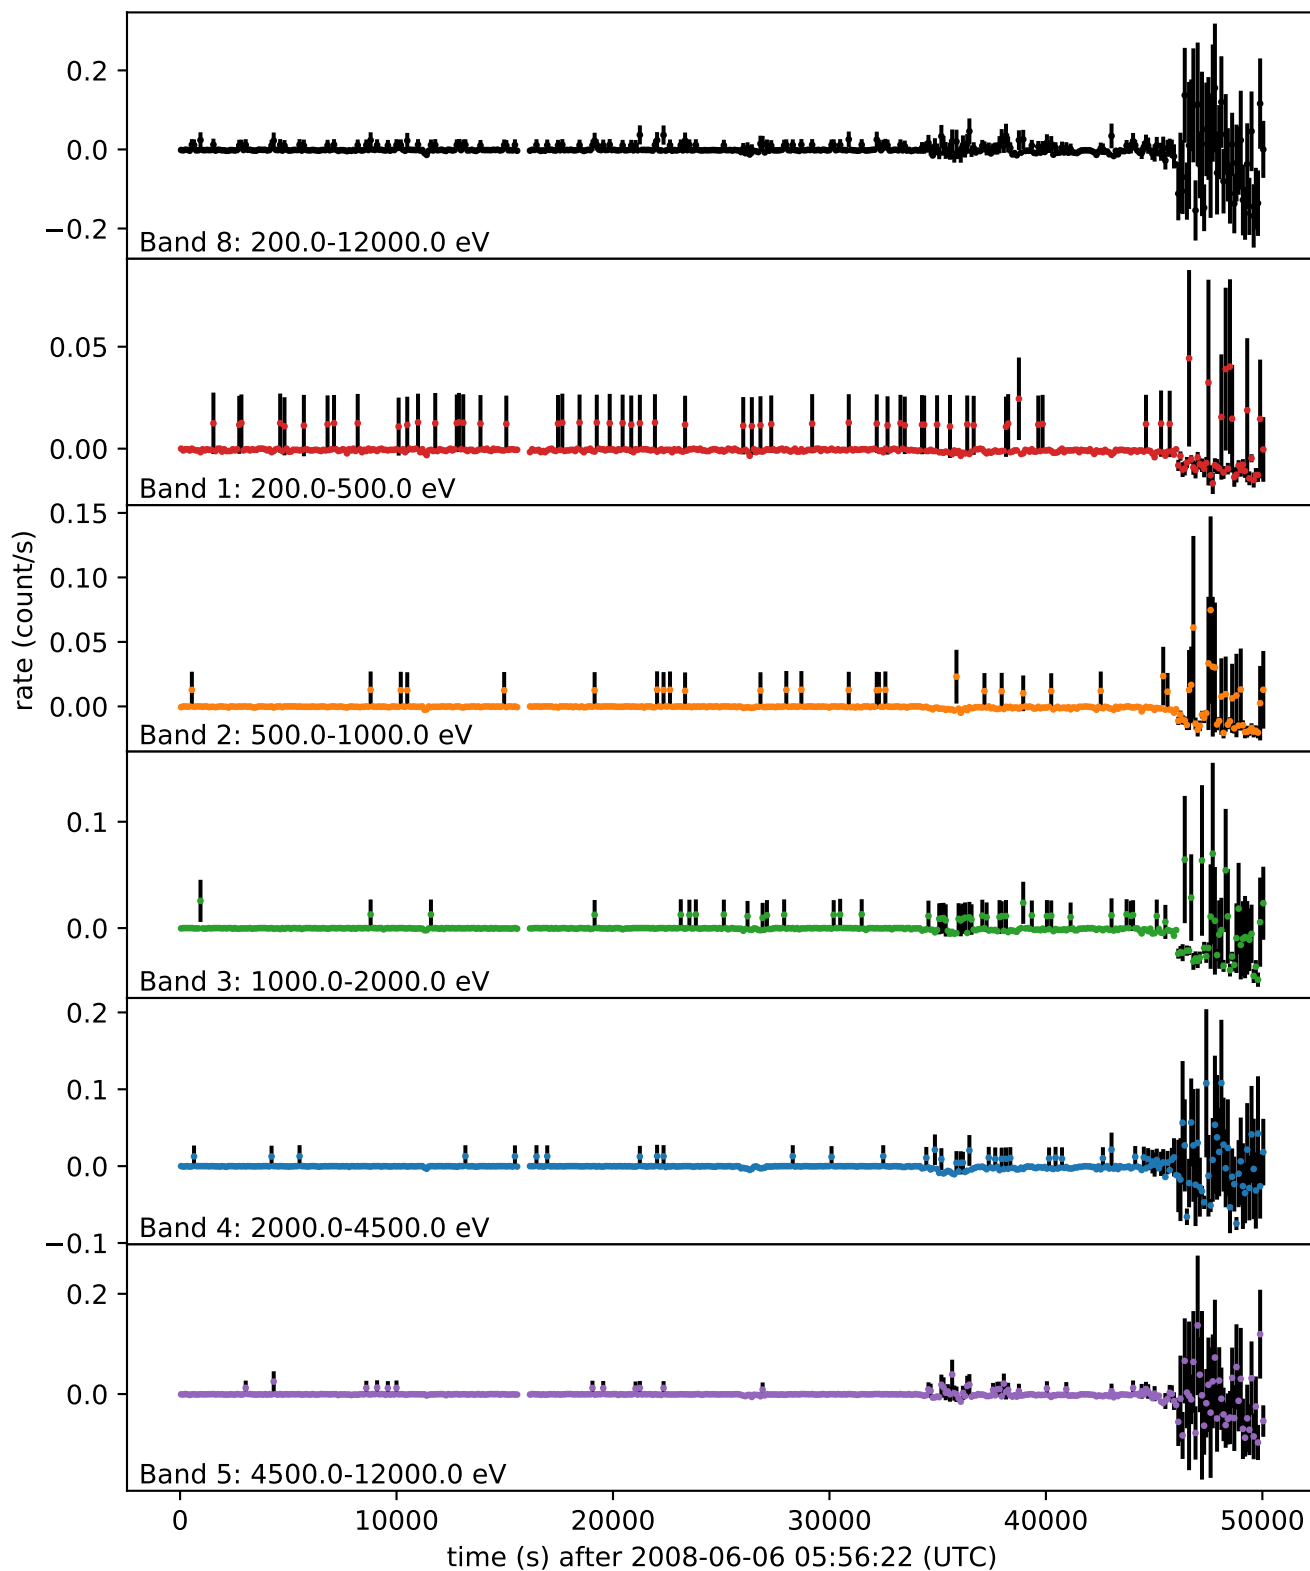 0.2
0.0
−0.2
Band 8: 200.0-12000.0 eV
0.05
0.00
Band 1: 200.0-500.0 eV
rate (count/s)
0.15
0.10
0.05
0.00
Band 2: 500.0-1000.0 eV
0.1
0.0
Band 3: 1000.0-2000.0 eV
0.2
0.1
0.0
−0.1
Band 4: 2000.0-4500.0 eV
0.2
0.0
Band 5: 4500.0-12000.0 eV
0 10000 20000 30000 40000 50000
time (s) after 2008-06-06 05:56:22 (UTC)